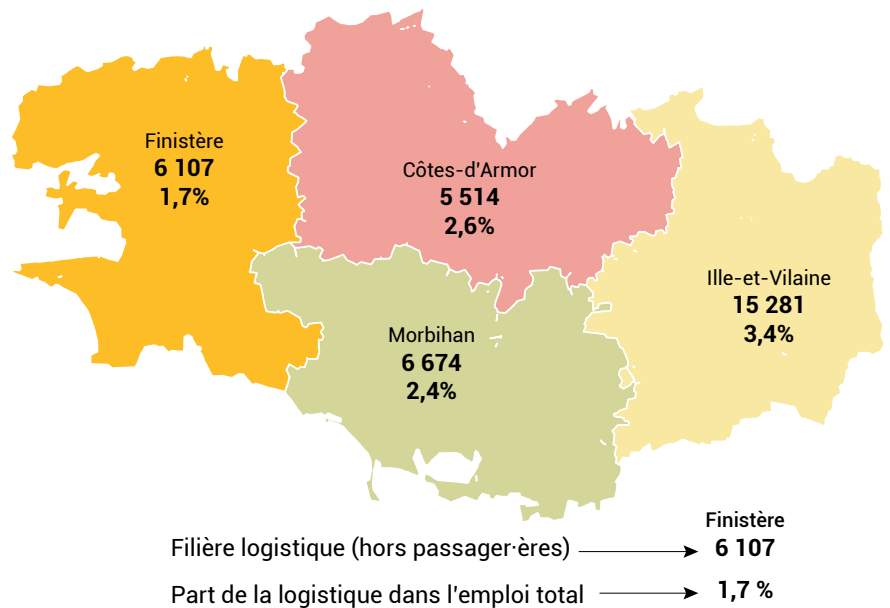 Finistère
6 107
1,7%
Côtes-d'Armor
5 514
2,6%
Ille-et-Vilaine
15 281
3,4%
Morbihan
6 674
2,4%
Finistère
Filière logistique (hors passager·ères) 6 107
Part de la logistique dans l'emploi total 1,7 %